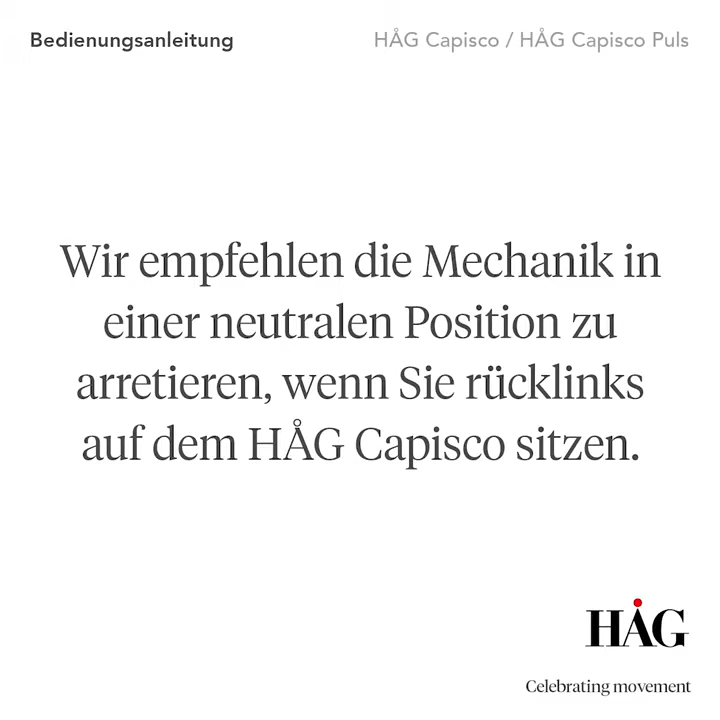 Bedienungsanleitung
HÅG Capisco / HÅG Capisco Puls
Wir empfehlen die Mechanik in
einer neutralen Position zu
arretieren, wenn Sie rücklinks
auf dem HÅG Capisco sitzen.
HÅG
Celebrating movement